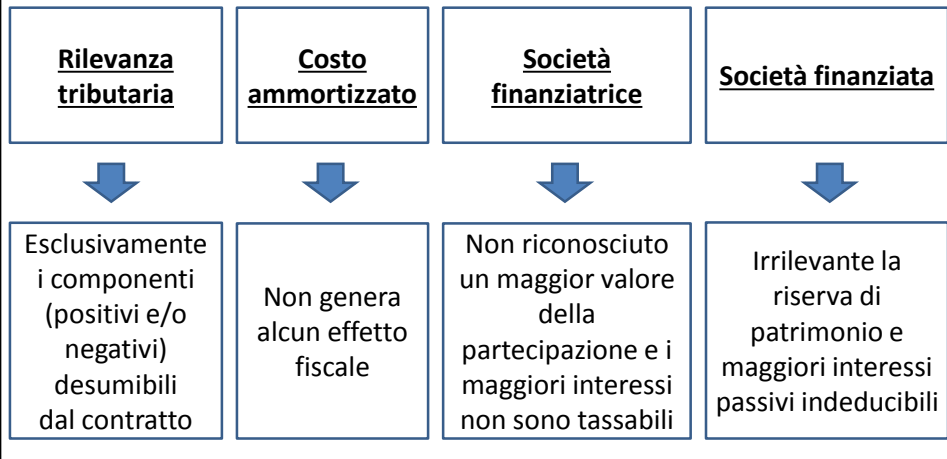 Rilevanza
tributaria
Costo
ammortizzato
Società
finanziatrice
Società finanziata
Esclusivamente
i componenti
(positivi e/o
negativi)
desumibili
dal contratto
Non genera
alcun effetto
fiscale
Non riconosciuto
un maggior valore
della
partecipazione e i
maggiori interessi
non sono tassabili
Irrilevante la
riserva di
patrimonio e
maggiori interessi
passivi indeducibili